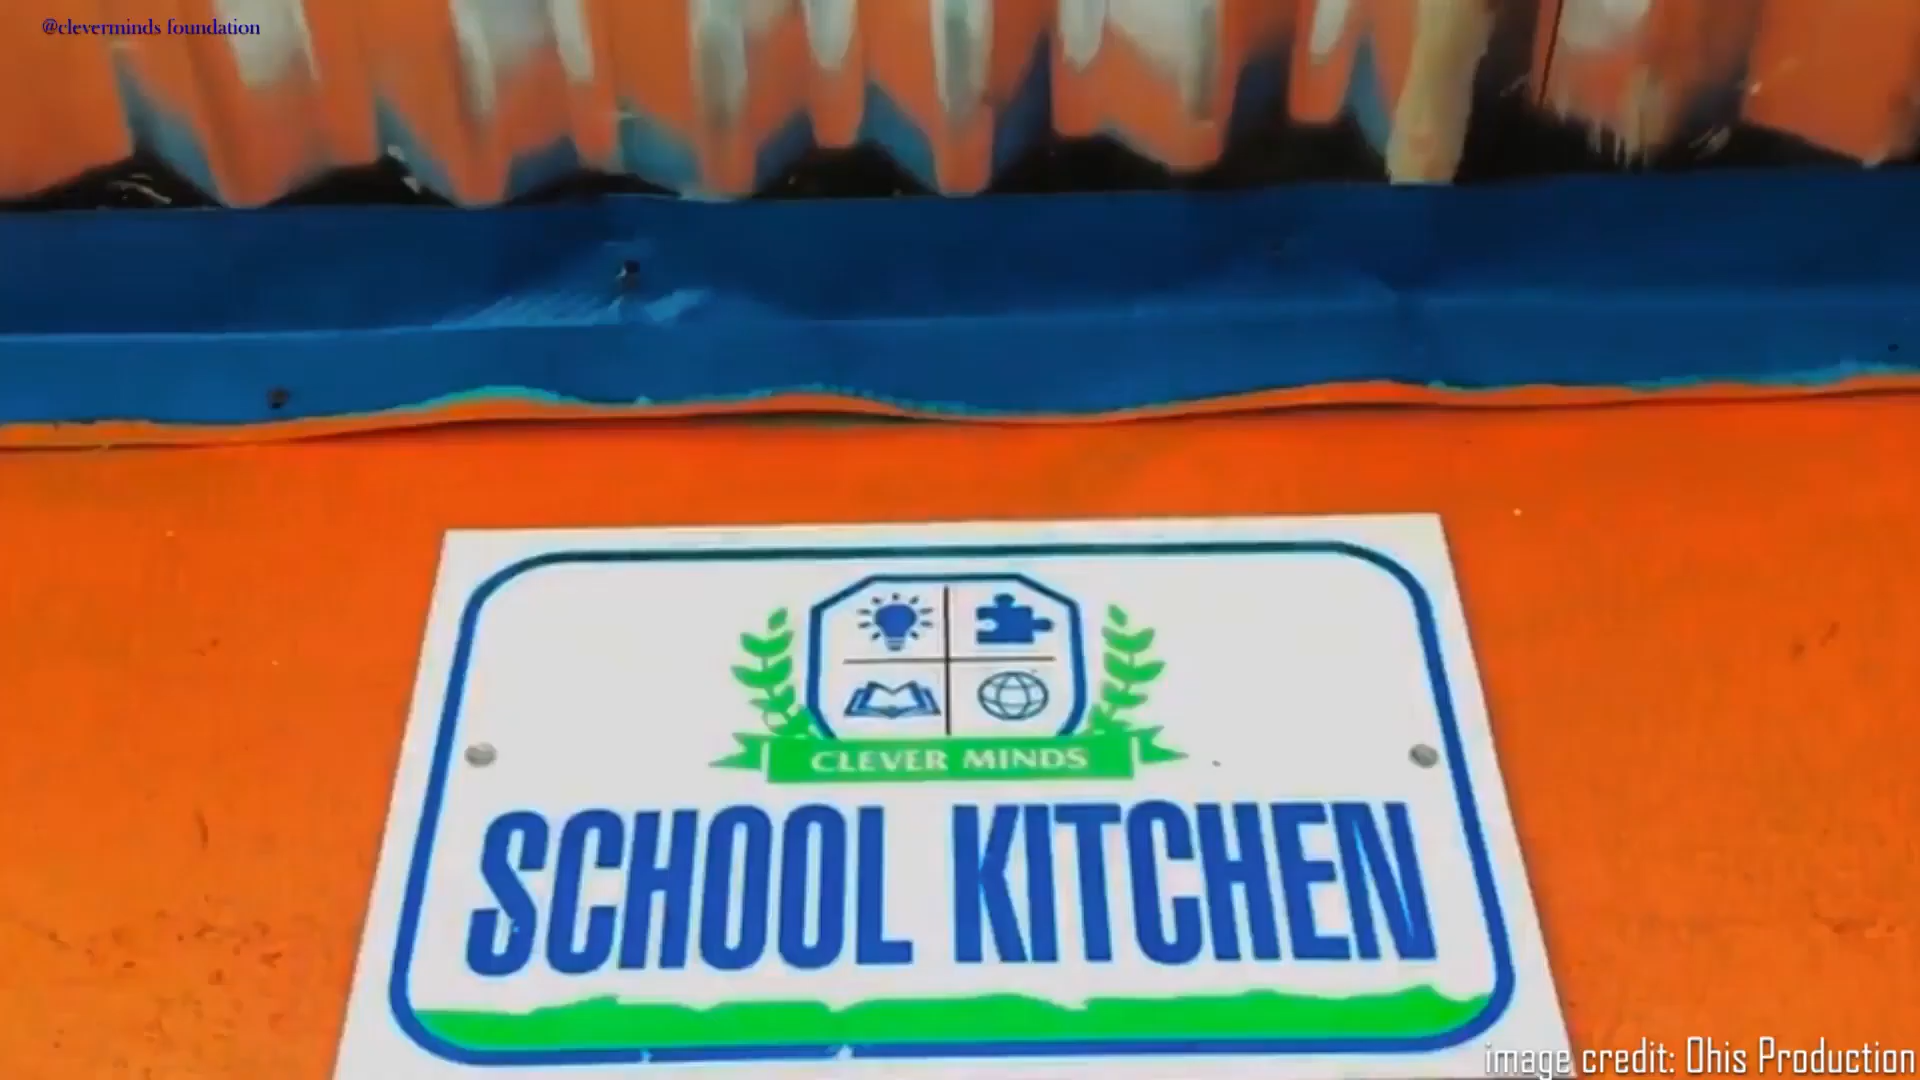 @cleverminds foundation
CLEVER MINDS
SCHOOL KITCHEN
image credit: Ohis Production